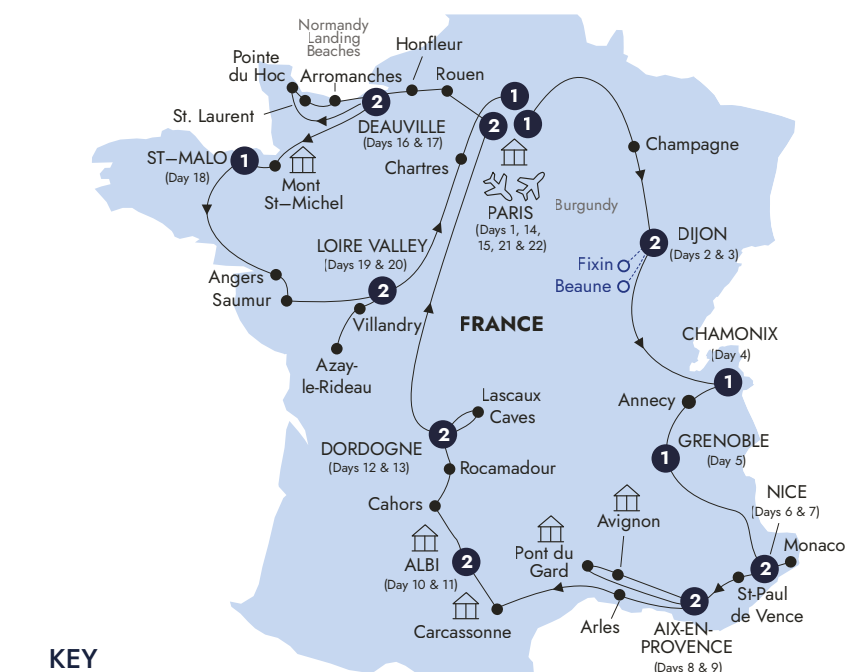 Normandy
Landing
Beaches
Honfleur
Pointe
du Hoc
Arromanches
Rouen
St. Laurent
2
DEAUVILLE
(Days 16 & 17)
1
2
1
Champagne
ST–MALO
1
(Day 18)
Mont
St–Michel
Chartres
PARIS
(Days 1, 14,
15, 21 & 22)
Burgundy
2
DIJON
(Days 2 & 3)
Fixin
Beaune
LOIRE VALLEY
(Days 19 & 20)
Angers
Saumur
2
Villandry
FRANCE
Azay-
le-Rideau
CHAMONIX
(Day 4)
1
Annecy
Lascaux
Caves
2
DORDOGNE
(Days 12 & 13)
GRENOBLE
1
(Day 5)
Rocamadour
Cahors
NICE
(Days 6 & 7)
Avignon
Monaco
Pont du
Gard
ALBI
2
(Day 10 & 11)
2
St-Paul
de Vence
2
Carcassonne
Arles
AIX-EN-
PROVENCE
(Days 8 & 9)
KEY